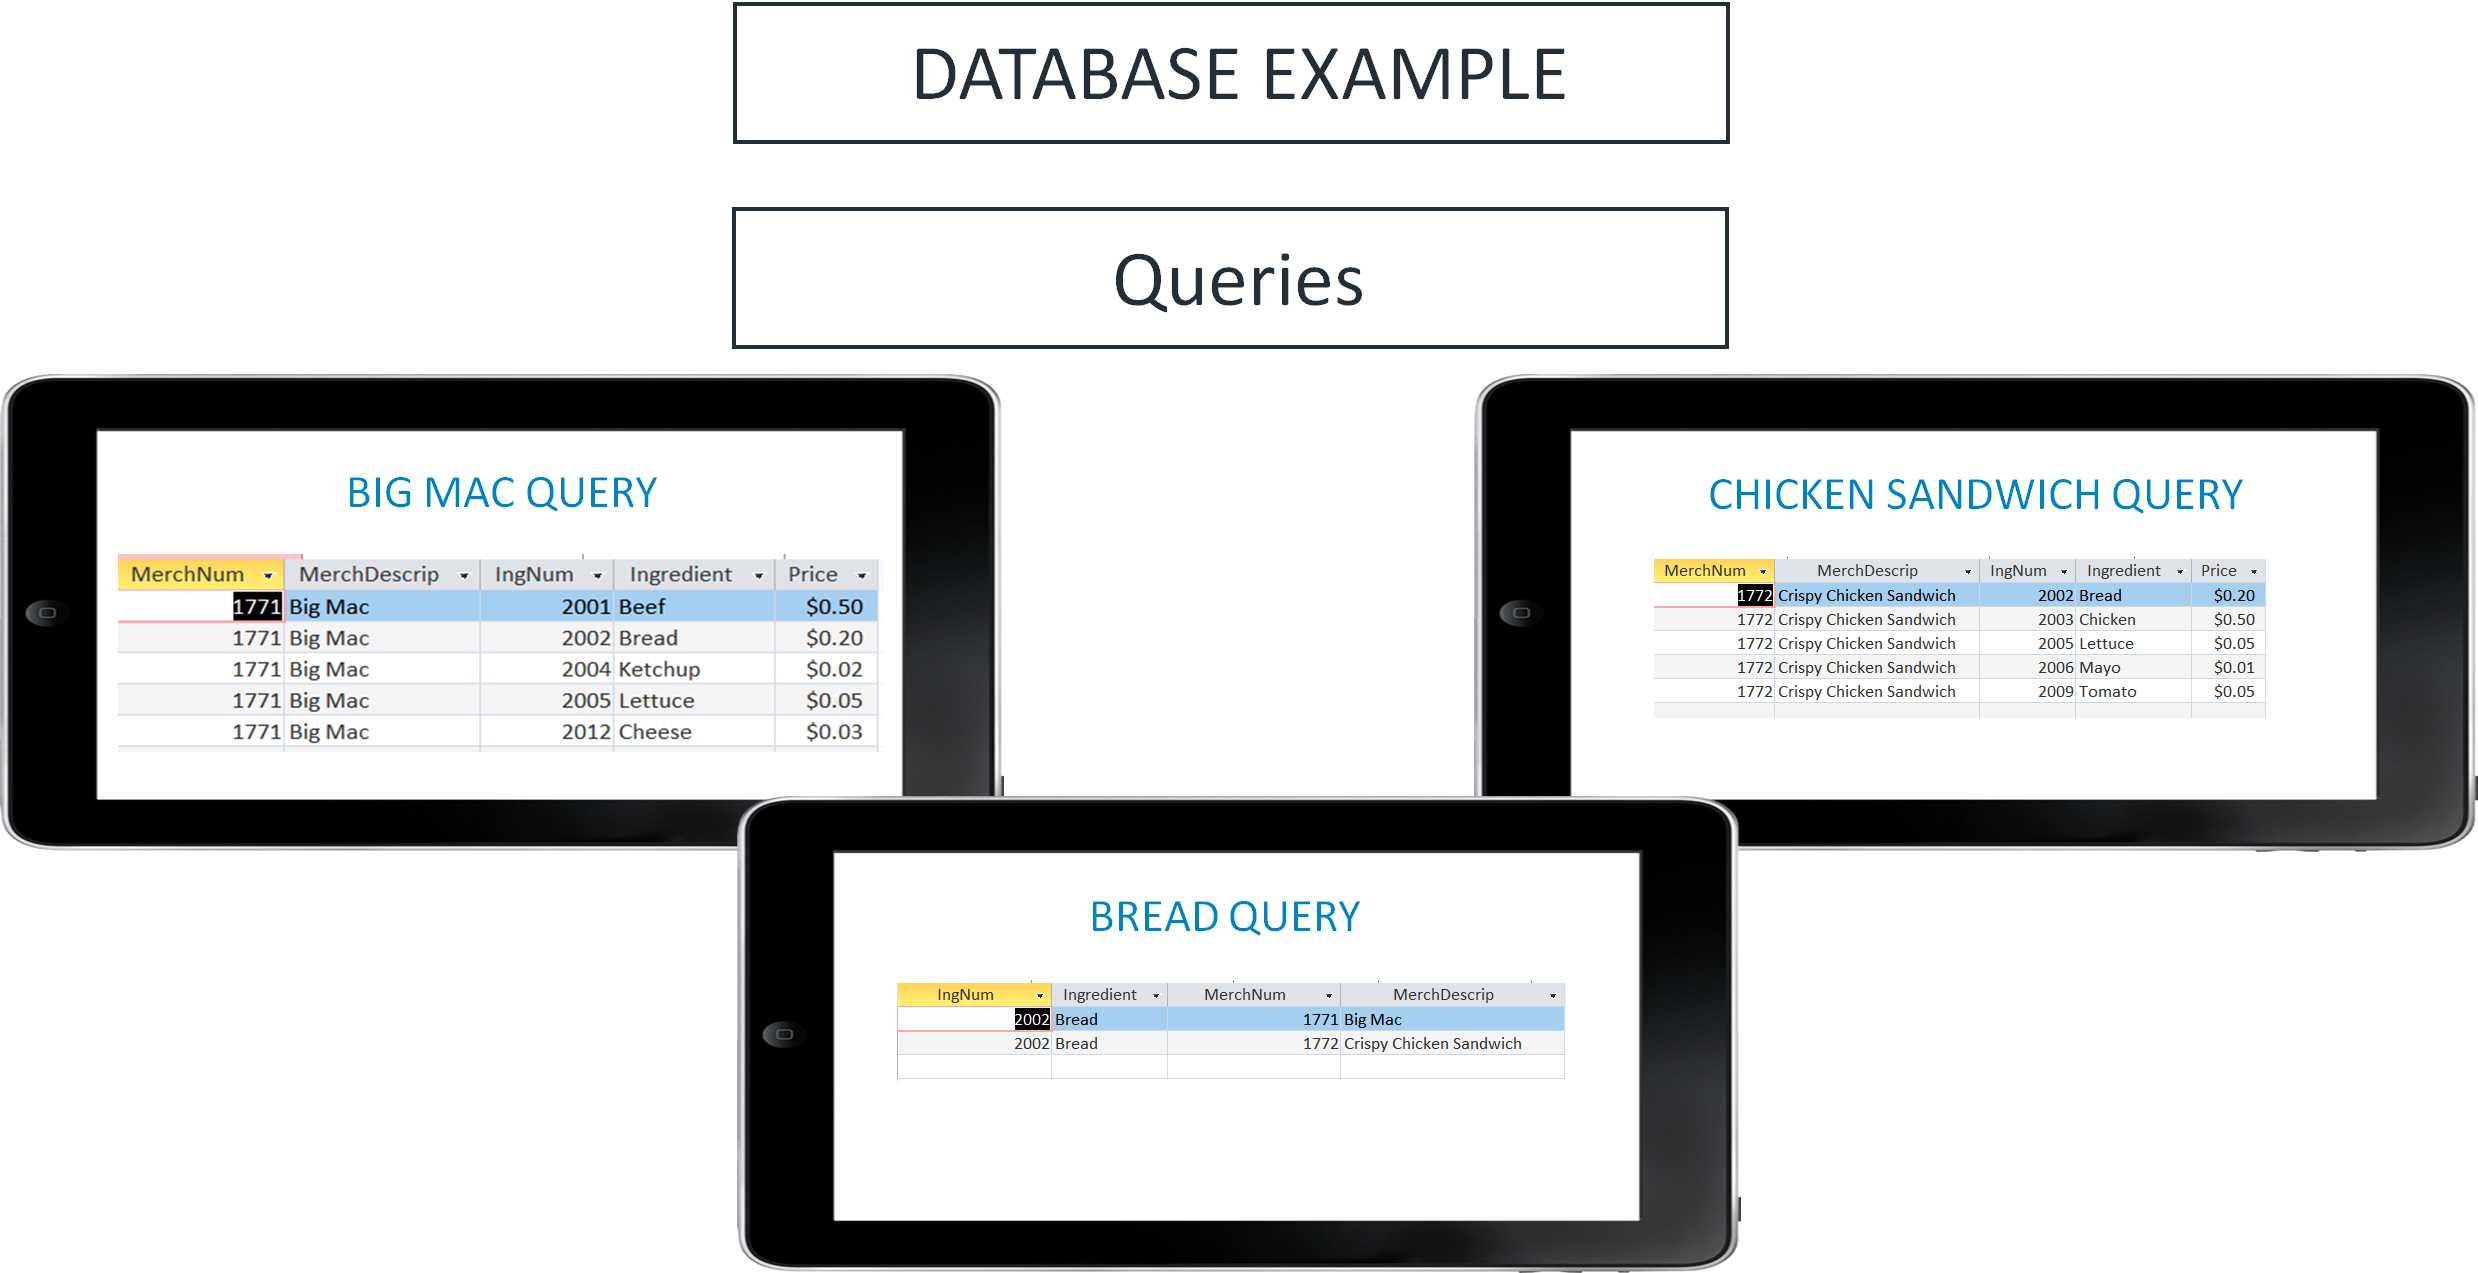 DATABASE EXAMPLE
Queries
BIG MAC QUERY
MerchNum MerchDescrip IngNum Ingredient Price
1771 Big Mac 2001 Beef $0.50
1771 Big Mac 2002 Bread $0.20
1771 Big Mac 2004 Ketchup $0.02
1771 Big Mac 2005 Lettuce $0.05
1771 Big Mac 2012 Cheese $0.03
CHICKEN SANDWICH QUERY
MerchNum MerchDescrip IngNum Ingredient Price
1772 Crispy Chicken Sandwich 2002 Bread $0.20
1772 Crispy Chicken Sandwich 2003 Chicken $0.50
1772 Crispy Chicken Sandwich 2005 Lettuce $0.05
1772 Crispy Chicken Sandwich 2006 Mayo $0.01
1772 Crispy Chicken Sandwich 2009 Tomato $0.05
BREAD QUERY
IngNum Ingredient MerchNum MerchDescrip
2002 Bread 1771 Big Mac
2002 Bread 1772 Crispy Chicken Sandwich